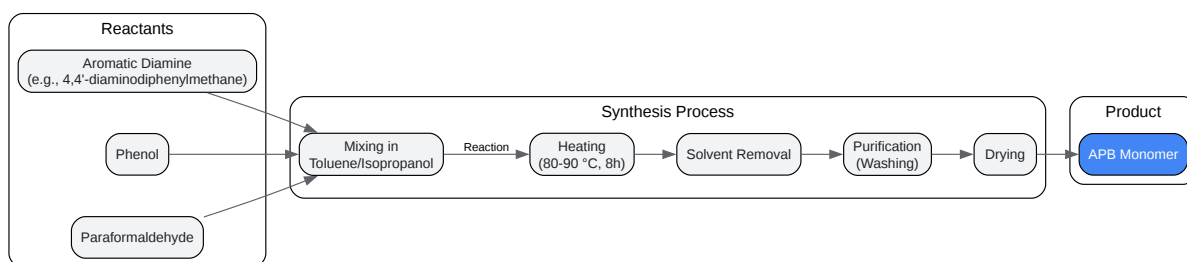 Reactants
Aromatic Diamine
(e.g., 4,4'-diaminodiphenylmethane)
Phenol
Paraformaldehyde
Synthesis Process
Mixing in
Toluene/Isopropanol
Reaction
Heating
(80-90 °C, 8h)
Solvent Removal
Purification
(Washing)
Drying
Product
APB Monomer